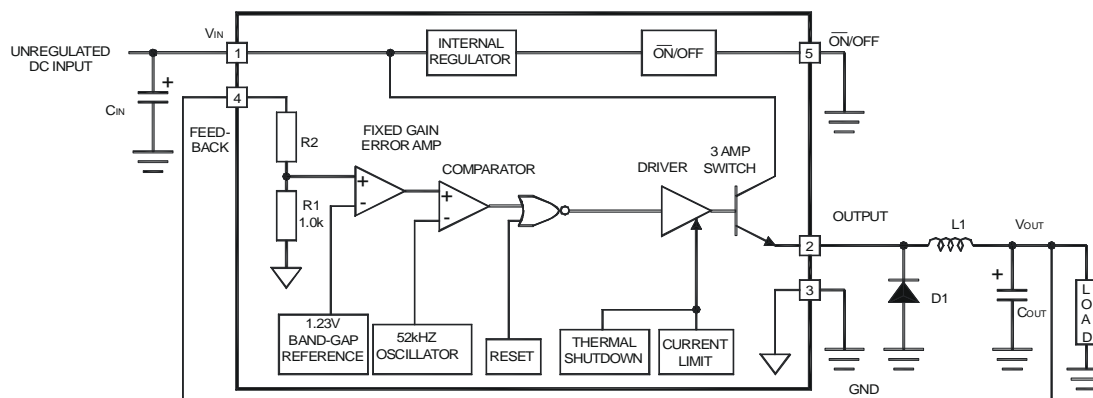 UNREGULATED
DC INPUT
VIN
1
INTERNAL
REGULATOR
ON/OFF
5
ON/OFF
+
CIN
4
FEED-
BACK
R2
R1
1.0k
FIXED GAIN
ERROR AMP
+
-
COMPARATOR
+
-
DRIVER
3 AMP
SWITCH
OUTPUT
2
L1
VOUT
+
COUT
D1
LOAD
3
1.23V
BAND-GAP
REFERENCE
52kHZ
OSCILLATOR
RESET
THERMAL
SHUTDOWN
CURRENT
LIMIT
GND